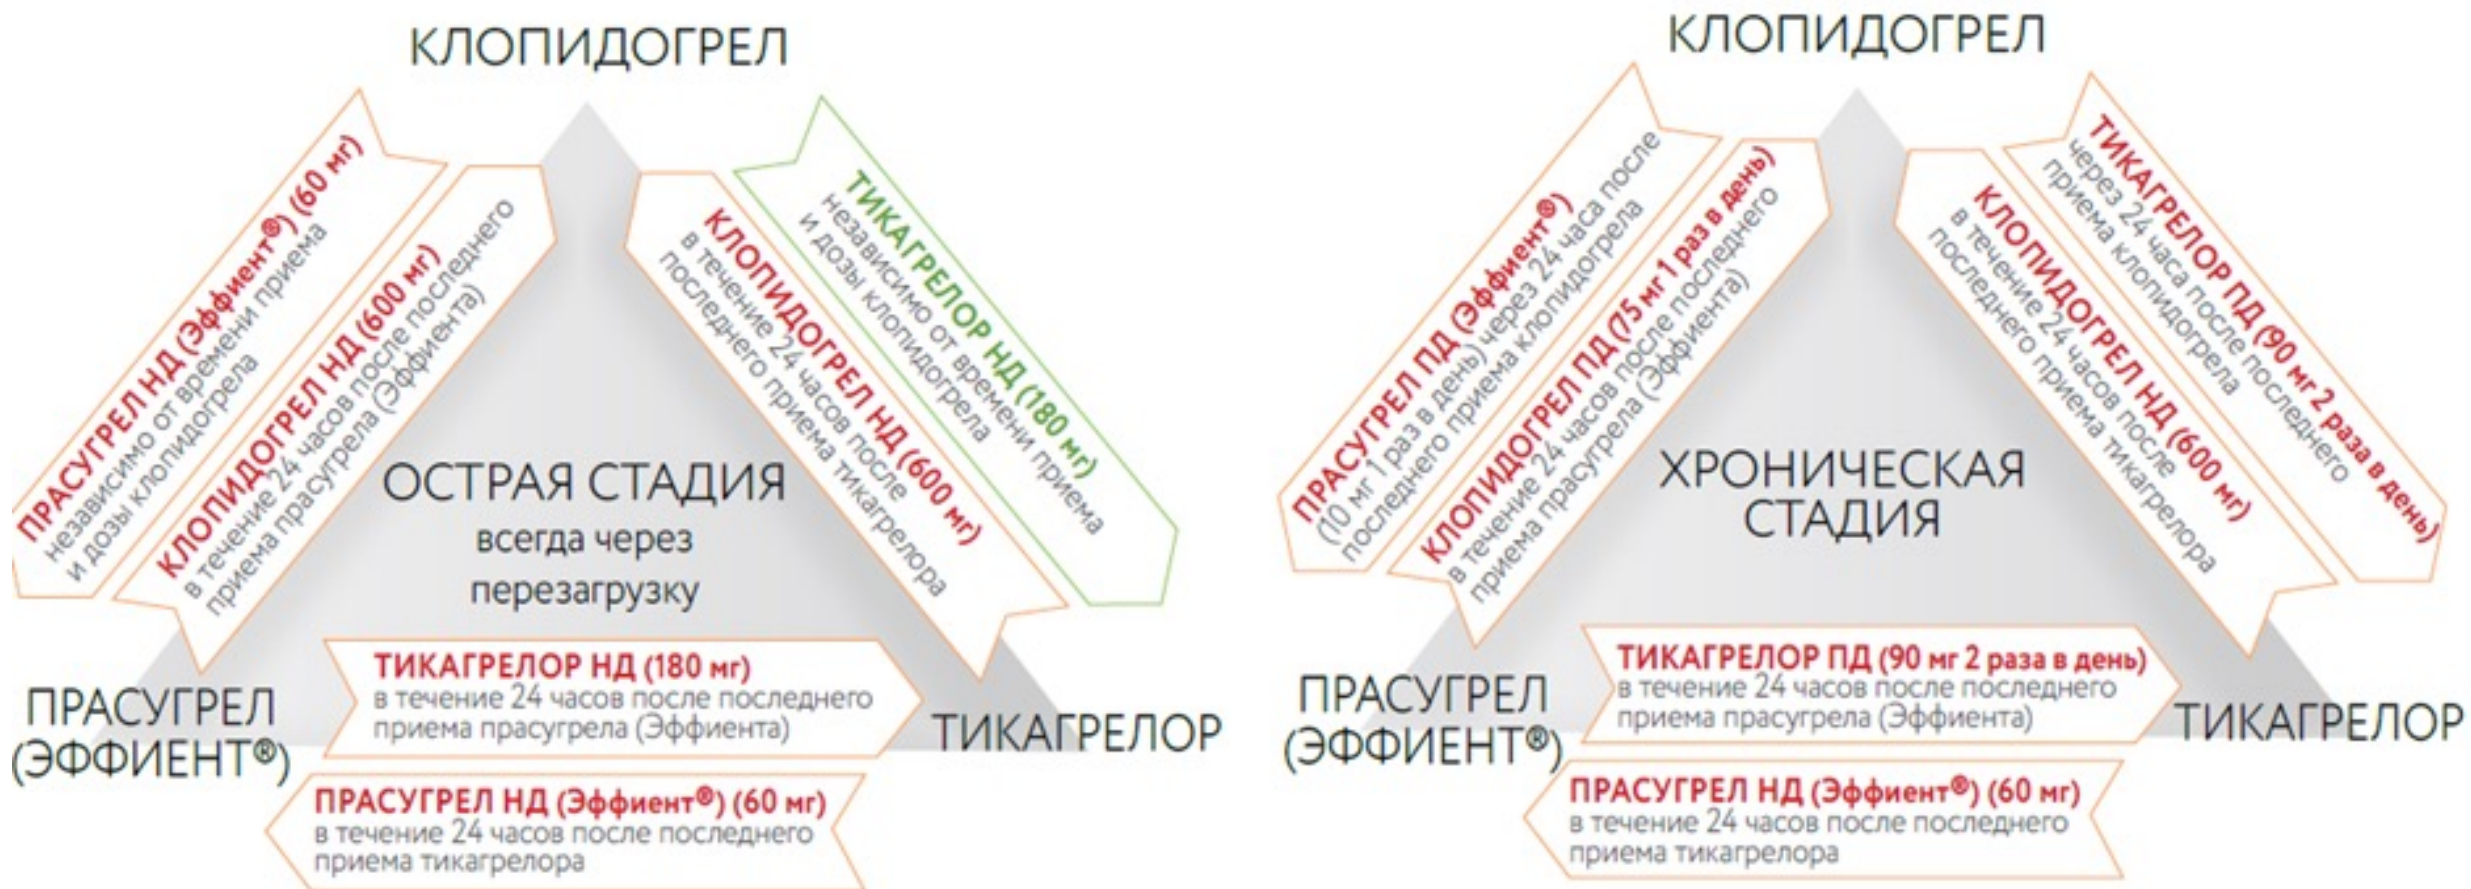 КЛОПИДОГРЕЛ
ПРАСУГРЕЛ НД (Эффиент®) (60 мг)
независимо от времени приема
и дозы клопидогрела
КЛОПИДОГРЕЛ НД (600 мг)
в течение 24 часов после последнего
приема прасугрела (Эффиента)
КЛОПИДОГРЕЛ НД (600 мг)
в течение 24 часов после
последнего приема тикагрелора
ТИКАГРЕЛОР НД (180 мг)
независимо от времени приема
и дозы клопидогрела
ОСТРАЯ СТАДИЯ
всегда через
перезагрузку
ТИКАГРЕЛОР НД (180 мг)
в течение 24 часов после последнего
приема прасугрела (Эффиента)
ПРАСУГРЕЛ
(ЭФФИЕНТ®)
ТИКАГРЕЛОР
ПРАСУГРЕЛ НД (Эффиент®) (60 мг)
в течение 24 часов после последнего
приема тикагрелора
КЛОПИДОГРЕЛ
ПРАСУГРЕЛ ПД (Эффиент®)
(10 мг 1 раз в день) через 24 часа после
последнего приема клопидогрела
КЛОПИДОГРЕЛ ПД (75 мг 1 раз в день)
в течение 24 часов после последнего
приема прасугрела (Эффиента)
КЛОПИДОГРЕЛ НД (600 мг)
в течение 24 часов после
последнего приема тикагрелора
ТИКАГРЕЛОР ПД (90 мг 2 раза в день)
через 24 часа после последнего
приема клопидогрела
ХРОНИЧЕСКАЯ
СТАДИЯ
ТИКАГРЕЛОР ПД (90 мг 2 раза в день)
в течение 24 часов после последнего
приема прасугрела (Эффиента)
ПРАСУГРЕЛ
(ЭФФИЕНТ®)
ТИКАГРЕЛОР
ПРАСУГРЕЛ НД (Эффиент®) (60 мг)
в течение 24 часов после последнего
приема тикагрелора